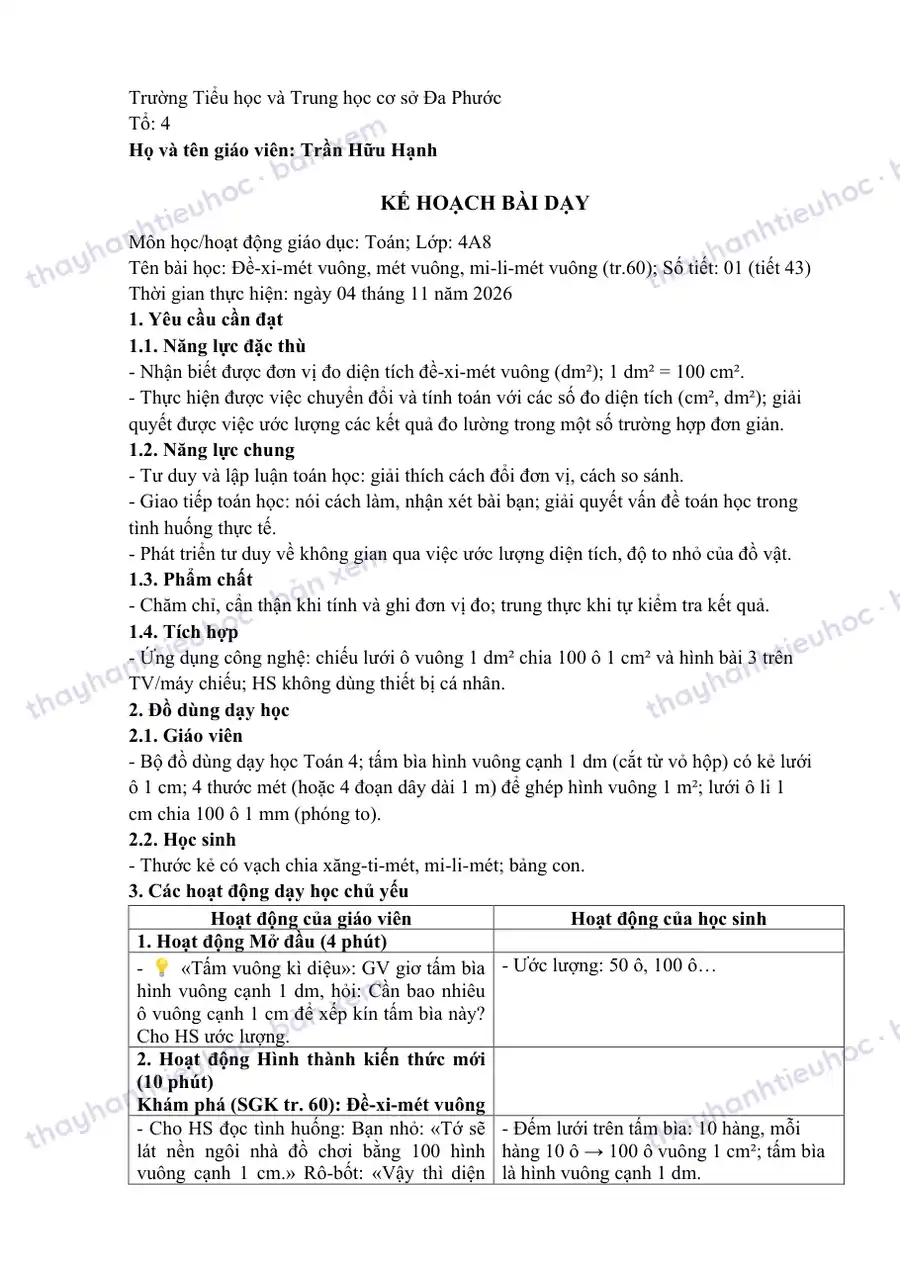 Trường Tiểu học và Trung học cơ sở Đa Phước
Tổ: 4
Họ và tên giáo viên: Trần Hữu Hạnh
KẾ HOẠCH BÀI DẠY
Môn học/hoạt động giáo dục: Toán; Lớp: 4A8
Tên bài học: Đề-xi-mét vuông, mét vuông, mi-li-mét vuông (tr.60); Số tiết: 01 (tiết 43)
Thời gian thực hiện: ngày 04 tháng 11 năm 2026
1. Yêu cầu cần đạt
1.1. Năng lực đặc thù
- Nhận biết được đơn vị đo diện tích đề-xi-mét vuông (dm²); 1 dm² = 100 cm².
- Thực hiện được việc chuyển đổi và tính toán với các số đo diện tích (cm², dm²); giải
quyết được việc ước lượng các kết quả đo lường trong một số trường hợp đơn giản.
1.2. Năng lực chung
- Tư duy và lập luận toán học: giải thích cách đổi đơn vị, cách so sánh.
- Giao tiếp toán học: nói cách làm, nhận xét bài bạn; giải quyết vấn đề toán học trong
tình huống thực tế.
- Phát triển tư duy về không gian qua việc ước lượng diện tích, độ to nhỏ của đồ vật.
1.3. Phẩm chất
- Chăm chỉ, cẩn thận khi tính và ghi đơn vị đo; trung thực khi tự kiểm tra kết quả.
1.4. Tích hợp
- Ứng dụng công nghệ: chiếu lưới ô vuông 1 dm² chia 100 ô 1 cm² và hình bài 3 trên
TV/máy chiếu; HS không dùng thiết bị cá nhân.
2. Đồ dùng dạy học
2.1. Giáo viên
- Bộ đồ dùng dạy học Toán 4; tấm bìa hình vuông cạnh 1 dm (cắt từ vỏ hộp) có kẻ lưới
ô 1 cm; 4 thước mét (hoặc 4 đoạn dây dài 1 m) để ghép hình vuông 1 m²; lưới ô li 1
cm chia 100 ô 1 mm (phóng to).
2.2. Học sinh
- Thước kẻ có vạch chia xăng-ti-mét, mi-li-mét; bảng con.
3. Các hoạt động dạy học chủ yếu
Hoạt động của giáo viên
Hoạt động của học sinh
1. Hoạt động Mở đầu (4 phút)
- 💡 «Tấm vuông kì diệu»: GV giơ tấm bìa
hình vuông cạnh 1 dm, hỏi: Cần bao nhiêu
ô vuông cạnh 1 cm để xếp kín tấm bìa này?
Cho HS ước lượng.
- Ước lượng: 50 ô, 100 ô…
2. Hoạt động Hình thành kiến thức mới
(10 phút)
Khám phá (SGK tr. 60): Đề-xi-mét vuông
- Cho HS đọc tình huống: Bạn nhỏ: «Tớ sẽ
lát nền ngôi nhà đồ chơi bằng 100 hình
vuông cạnh 1 cm.» Rô-bốt: «Vậy thì diện
- Đếm lưới trên tấm bìa: 10 hàng, mỗi
hàng 10 ô → 100 ô vuông 1 cm²; tấm bìa
là hình vuông cạnh 1 dm.
thayhanhtieuhoc · bản xem
thayhanhtieuhoc · b
thayhanhtieuhoc · bản xem
thayhanhtieuhoc · b
thayhanhtieuhoc · bản xem
thayhanhtieuhoc · b